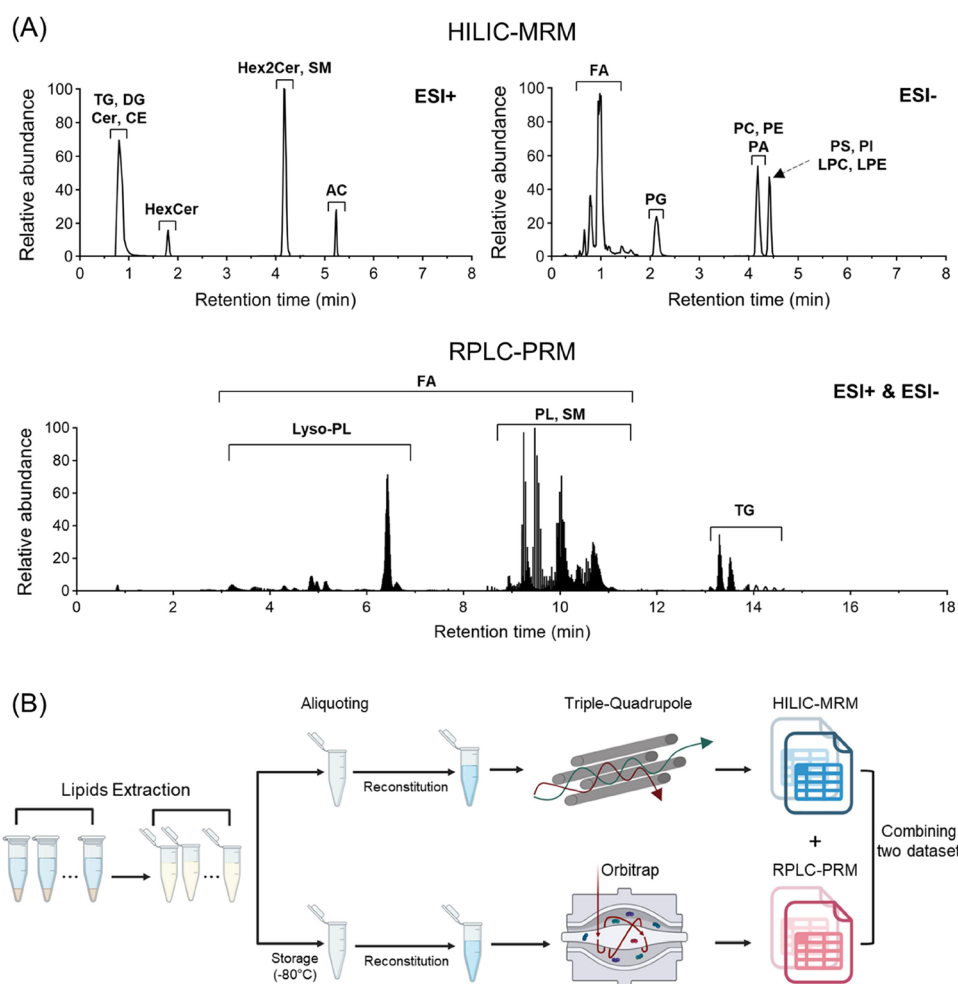 (A)
HILIC-MRM
ESI+
TG, DG
Cer, CE
HexCer
Hex2Cer, SM
AC
Relative abundance
100
80
60
40
20
0
0 1 2 3 4 5 6 7 8
Retention time (min)
ESI-
FA
PG
PC, PE
PA
PS, PI
LPC, LPE
Relative abundance
100
80
60
40
20
0
0 1 2 3 4 5 6 7 8
Retention time (min)
RPLC-PRM
ESI+ & ESI-
FA
Lyso-PL
PL, SM
TG
Relative abundance
100
80
60
40
20
0
0 2 4 6 8 10 12 14 16 18
Retention time (min)
(B)
Lipids Extraction
... ...
Aliquoting
Reconstitution
Triple-Quadrupole
HILIC-MRM
+
Combining
two dataset
Storage
(-80°C)
Reconstitution
Orbitrap
RPLC-PRM